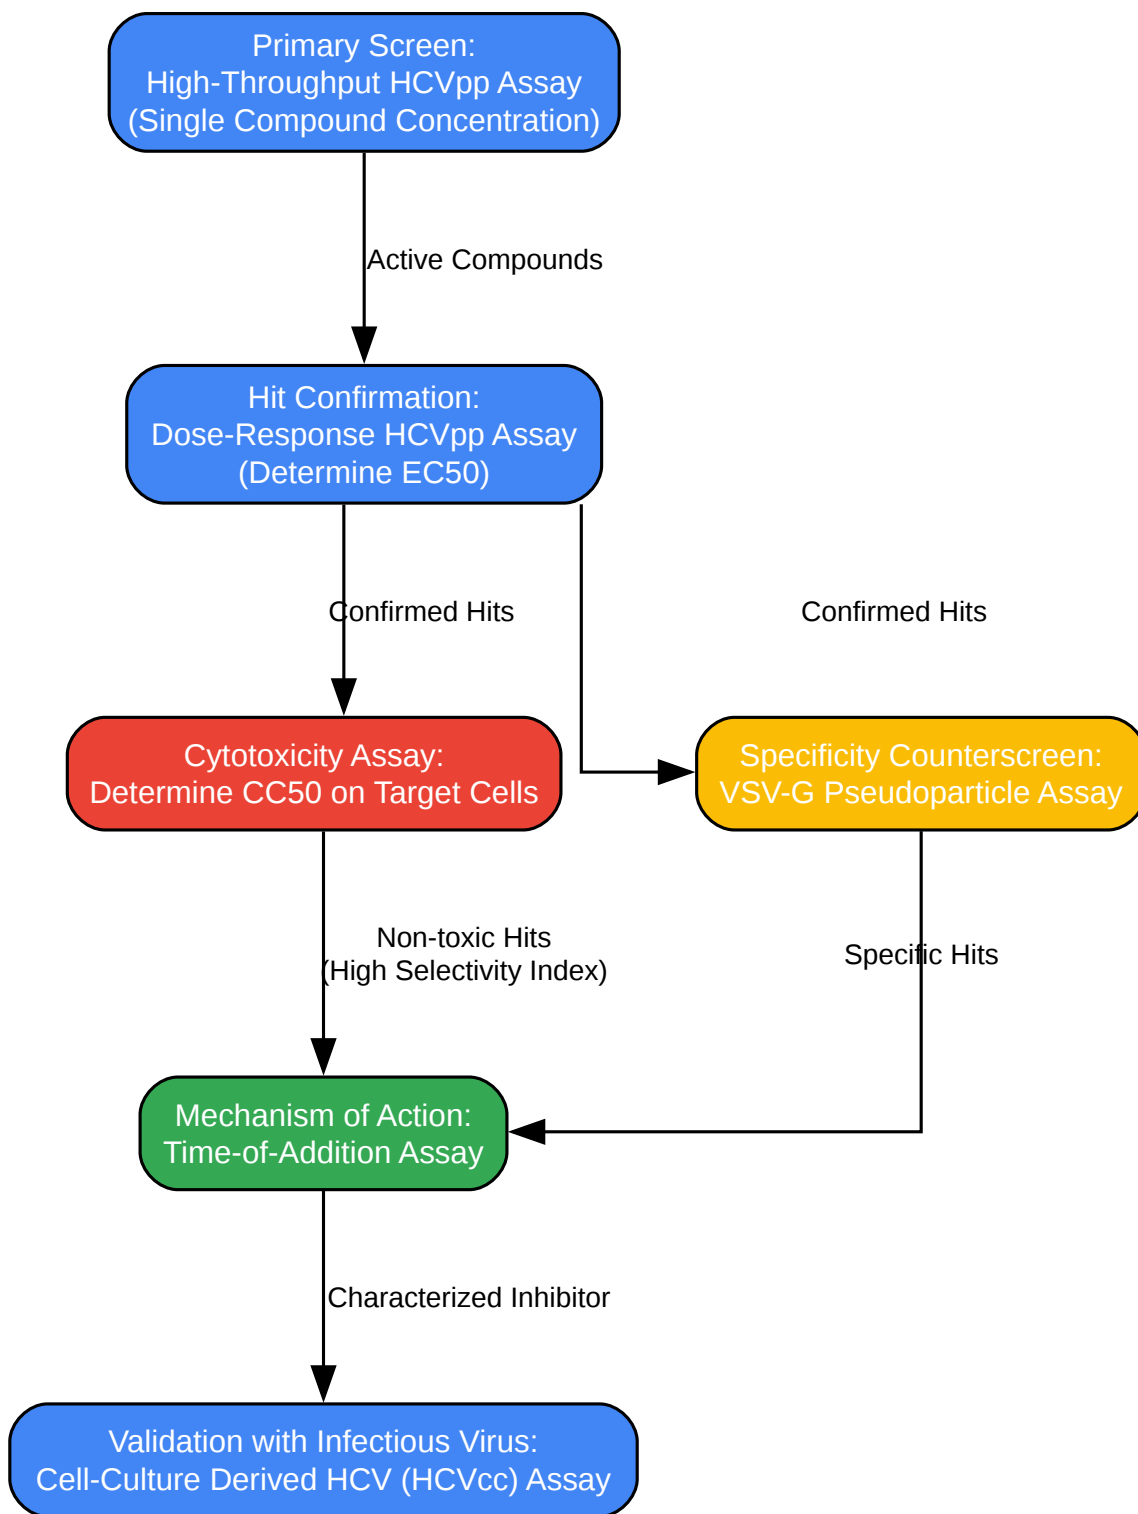 Primary Screen:
High-Throughput HCVpp Assay
(Single Compound Concentration)
Active Compounds
Hit Confirmation:
Dose-Response HCVpp Assay
(Determine EC50)
Confirmed Hits
Confirmed Hits
Cytotoxicity Assay:
Determine CC50 on Target Cells
Specificity Counterscreen:
VSV-G Pseudoparticle Assay
Non-toxic Hits
(High Selectivity Index)
Specific Hits
Mechanism of Action:
Time-of-Addition Assay
Characterized Inhibitor
Validation with Infectious Virus:
Cell-Culture Derived HCV (HCVcc) Assay